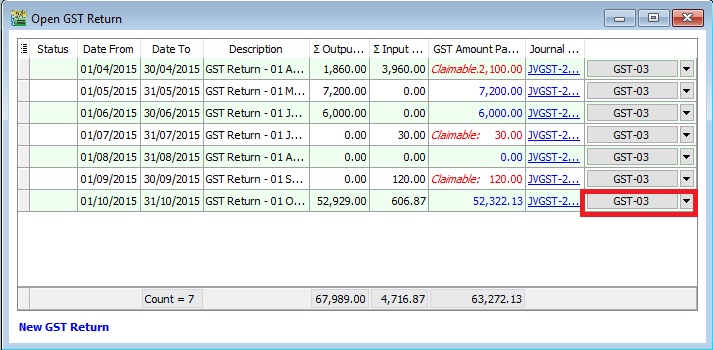 Open GST Return
Status Date From Date To Description Σ Outpu... Σ Input ... GST Amount Pa... Journal ...
01/04/2015 30/04/2015 GST Return - 01 A... 1,860.00 3,960.00 Claimable: 2,100.00 JVGST-2... GST-03
01/05/2015 31/05/2015 GST Return - 01 M... 7,200.00 0.00 7,200.00 JVGST-2... GST-03
01/06/2015 30/06/2015 GST Return - 01 J... 6,000.00 0.00 6,000.00 JVGST-2... GST-03
01/07/2015 31/07/2015 GST Return - 01 J... 0.00 30.00 Claimable: 30.00 JVGST-2... GST-03
01/08/2015 31/08/2015 GST Return - 01 A... 0.00 0.00 0.00 JVGST-2... GST-03
01/09/2015 30/09/2015 GST Return - 01 S... 0.00 120.00 Claimable: 120.00 JVGST-2... GST-03
01/10/2015 31/10/2015 GST Return - 01 O... 52,929.00 606.87 52,322.13 JVGST-2... GST-03
Count = 7 67,989.00 4,716.87 63,272.13
New GST Return